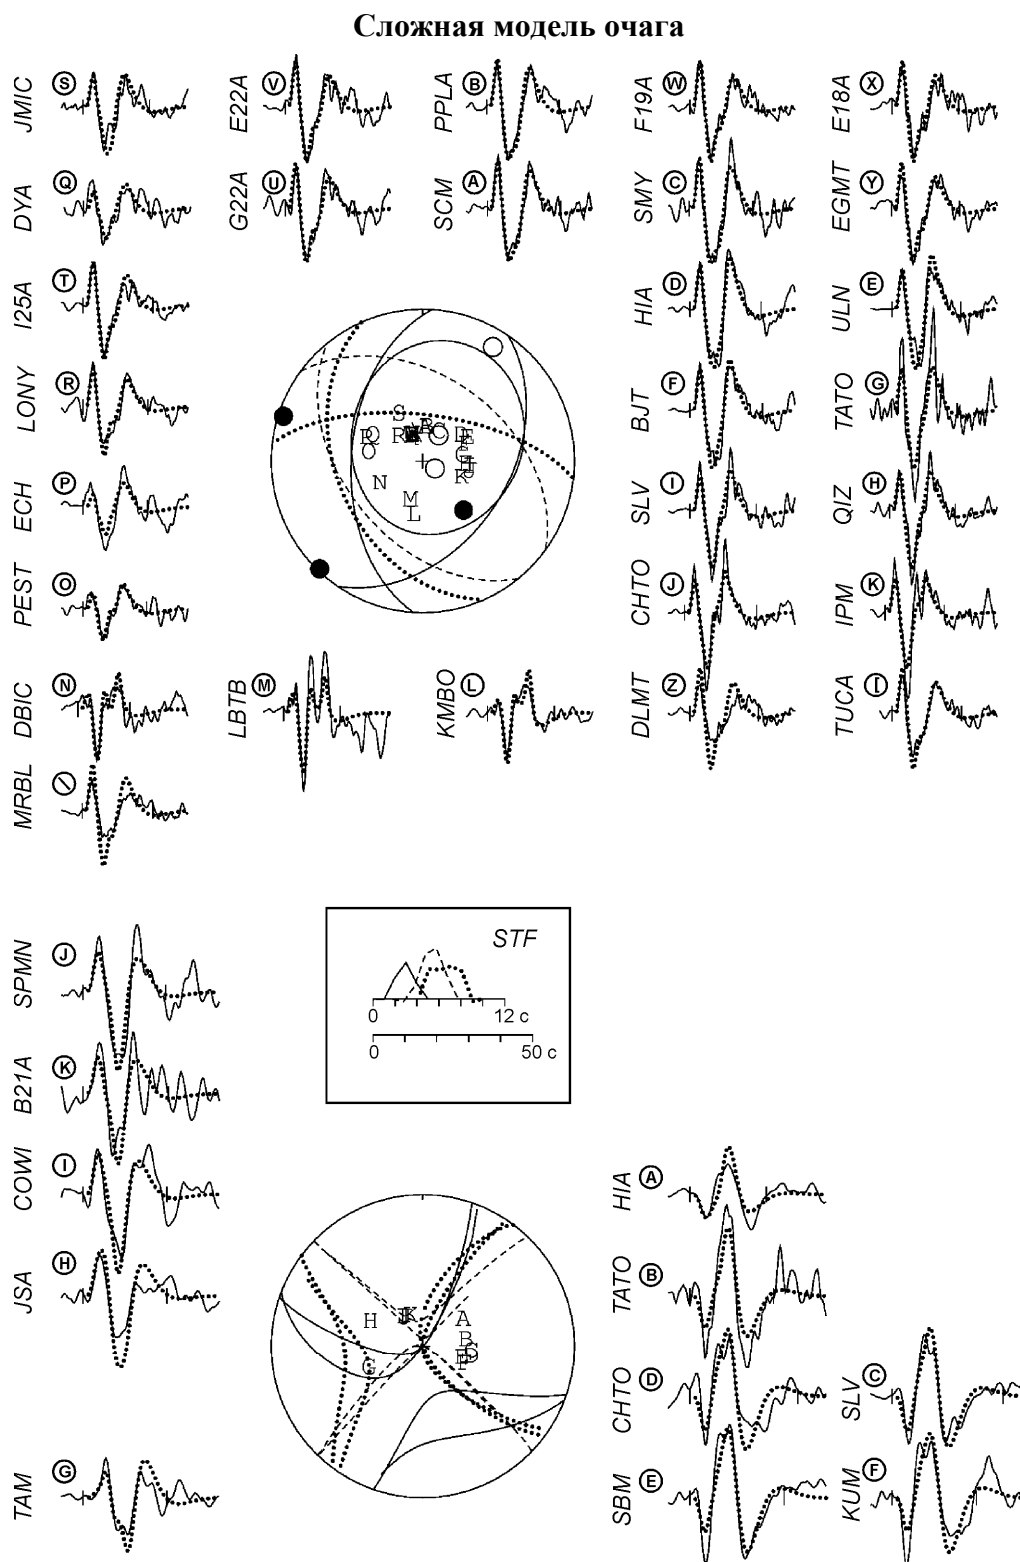 Сложная модель очага
JMIC S
E22A V
PPLA B
F19A W
E18A X
DYA Q
G22A U
SCM A
SMY C
EGMT Y
I25A T
HIA D
ULN E
LONY R
BJT F
TATO G
ECH P
SLV I
QIZ H
PEST O
CHTO J
IPM K
DBIC N
LBTB M
KMBO L
DLMT Z
TUCA [
MRBL \
S
N
M
L
K
SPMN J
STF
0 12 с
0 50 с
B21A K
COWI I
HIA A
JSA H
TATO B
H
K
A
B
G
CHTO D
SLV C
TAM G
SBM E
KUM F